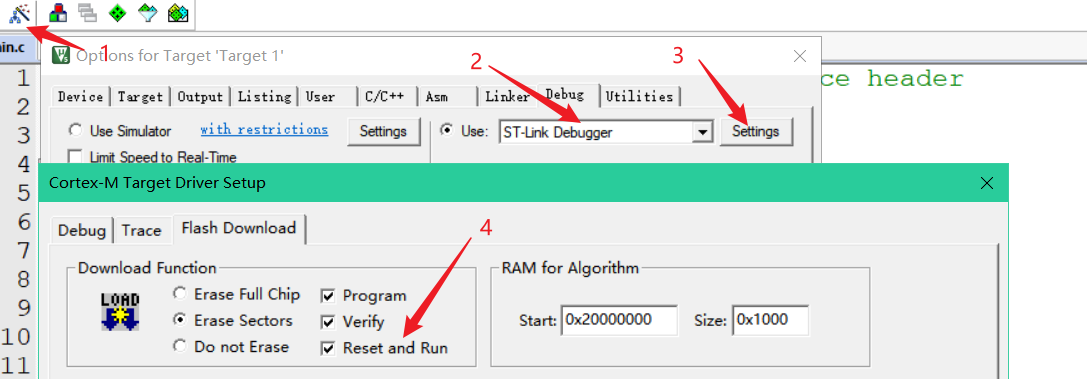 1
in.c
Options for Target 'Target 1'
2
3
1
ce header
2
Device Target Output Listing User C/C++ Asm Linker Debug Utilities
3
Use Simulator with restrictions Settings Use: ST-Link Debugger Settings
4
Limit Speed to Real-Time
5
Cortex-M Target Driver Setup
6
Debug Trace Flash Download
4
7
Download Function
RAM for Algorithm
8
LOAD
Erase Full Chip Program
9
Erase Sectors Verify
Start: 0x20000000 Size: 0x1000
10
Do not Erase Reset and Run
11